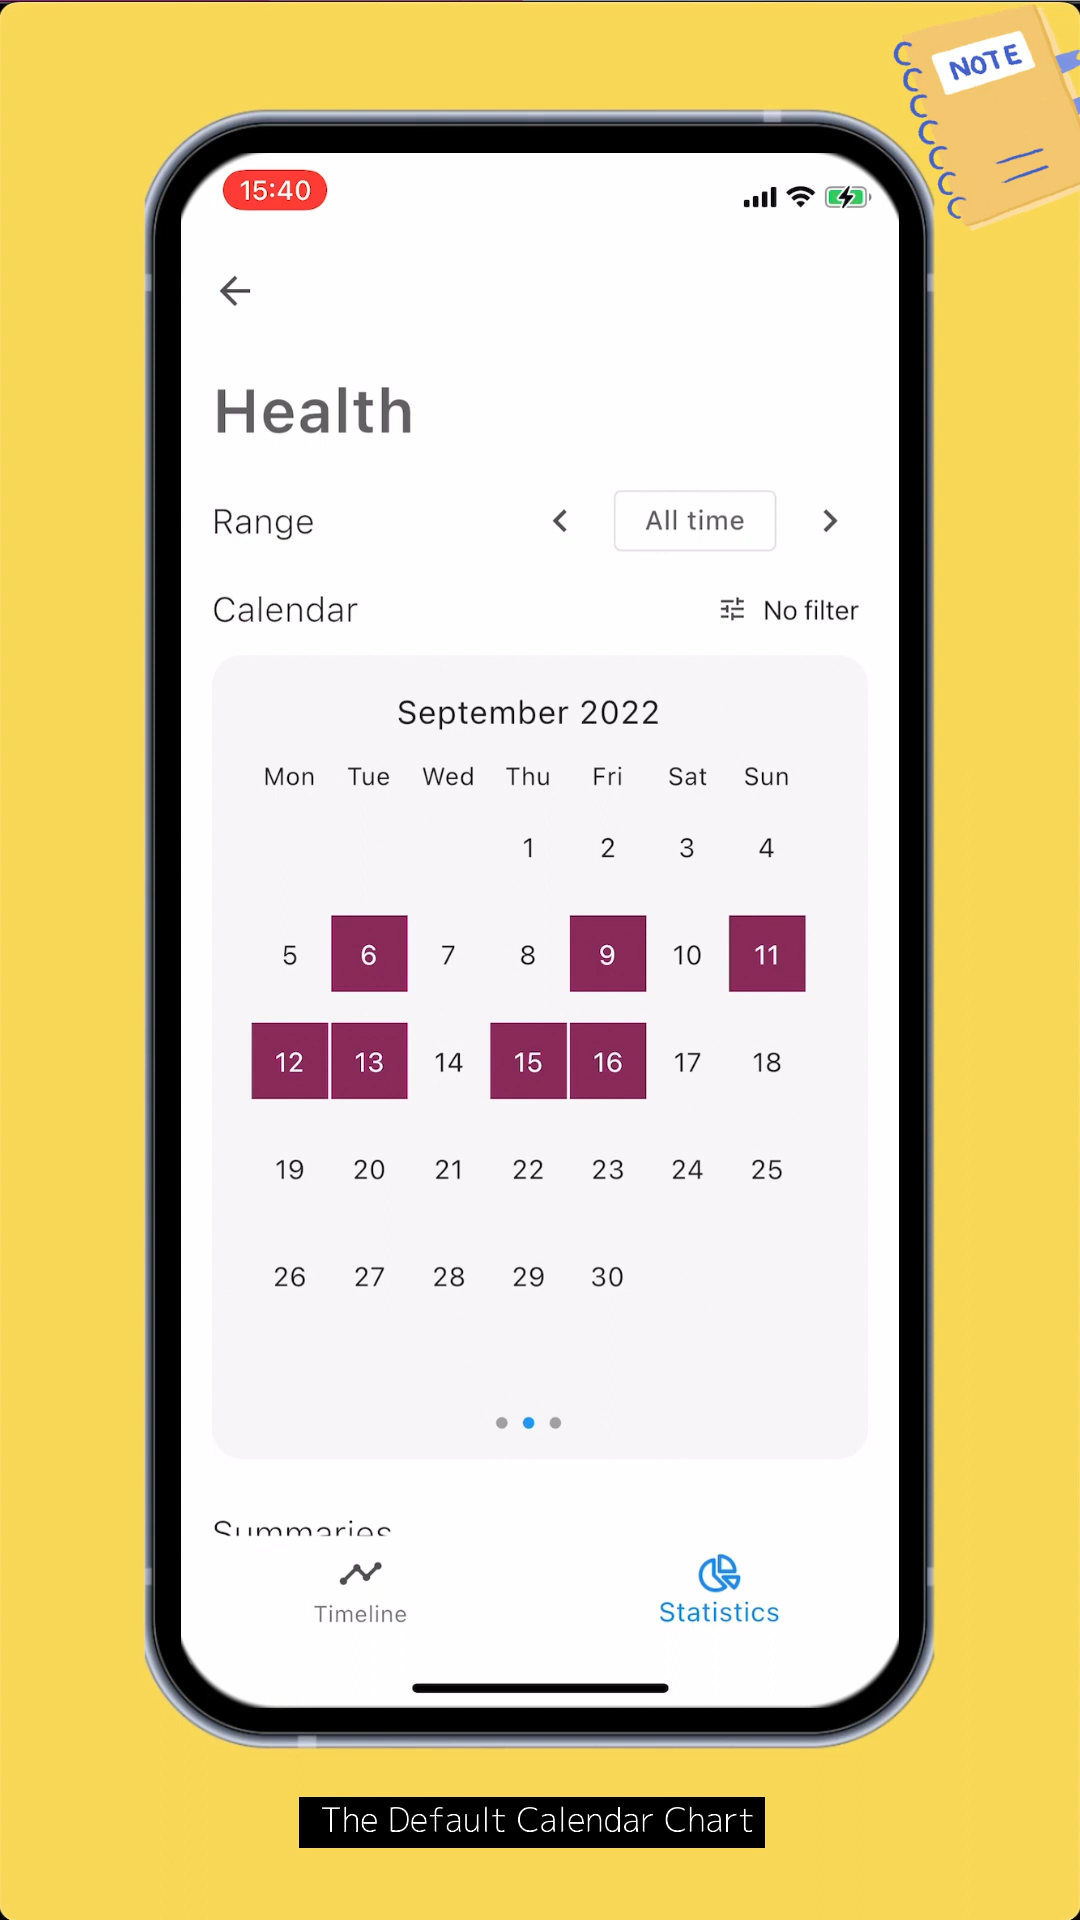 NOTE
15:40
Health
Range All time
Calendar No filter
September 2022
Mon Tue Wed Thu Fri Sat Sun
1 2 3 4
5 6 7 8 9 10 11
12 13 14 15 16 17 18
19 20 21 22 23 24 25
26 27 28 29 30
Summaries
Timeline Statistics
The Default Calendar Chart